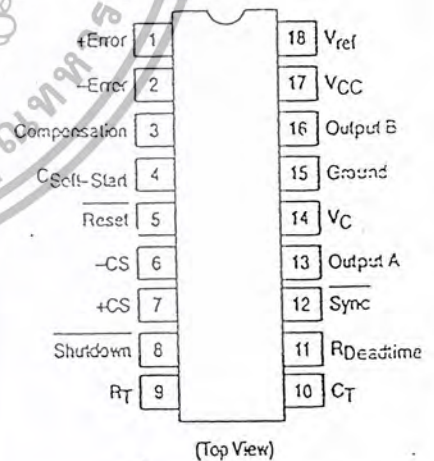 +Error 1 18 Vref
–Error 2 17 VCC
Compensation 3 16 Output B
CSoft–Start 4 15 Ground
Reset 5 14 VC
–CS 6 13 Output A
+CS 7 12 Sync
Shutdown 8 11 RDeadtime
RT 9 10 CT
(Top View)